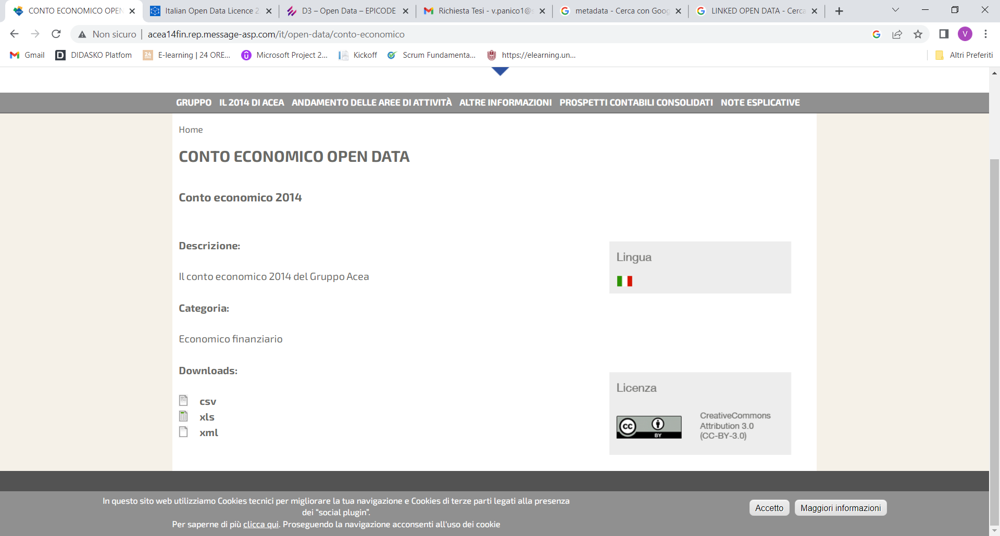 CONTO ECONOMICO OPEN
Italian Open Data Licence 2.
D3 – Open Data – EPICODE
Richiesta Tesi - v.panico1@s
metadata - Cerca con Goog
LINKED OPEN DATA - Cerca
Non sicuro
acea14fin.rep.message-asp.com/it/open-data/conto-economico
V
Gmail
DIDASKO Platfom
24 ORE
E-learning | 24 ORE...
Microsoft Project 2...
Kickoff
Scrum Fundamenta...
https://elearning.un...
Altri Preferiti
GRUPPO IL 2014 DI ACEA ANDAMENTO DELLE AREE DI ATTIVITÀ ALTRE INFORMAZIONI PROSPETTI CONTABILI CONSOLIDATI NOTE ESPLICATIVE
Home
CONTO ECONOMICO OPEN DATA
Conto economico 2014
Descrizione:
Il conto economico 2014 del Gruppo Acea
Categoria:
Economico finanziario
Downloads:
csv
xls
xml
Lingua
Licenza
cc
BY
CreativeCommons
Attribution 3.0
(CC-BY-3.0)
In questo sito web utilizziamo Cookies tecnici per migliorare la tua navigazione e Cookies di terze parti legati alla presenza
dei “social plugin”.
Per saperne di più clicca qui. Proseguendo la navigazione acconsenti all'uso dei cookie
Accetto
Maggiori informazioni